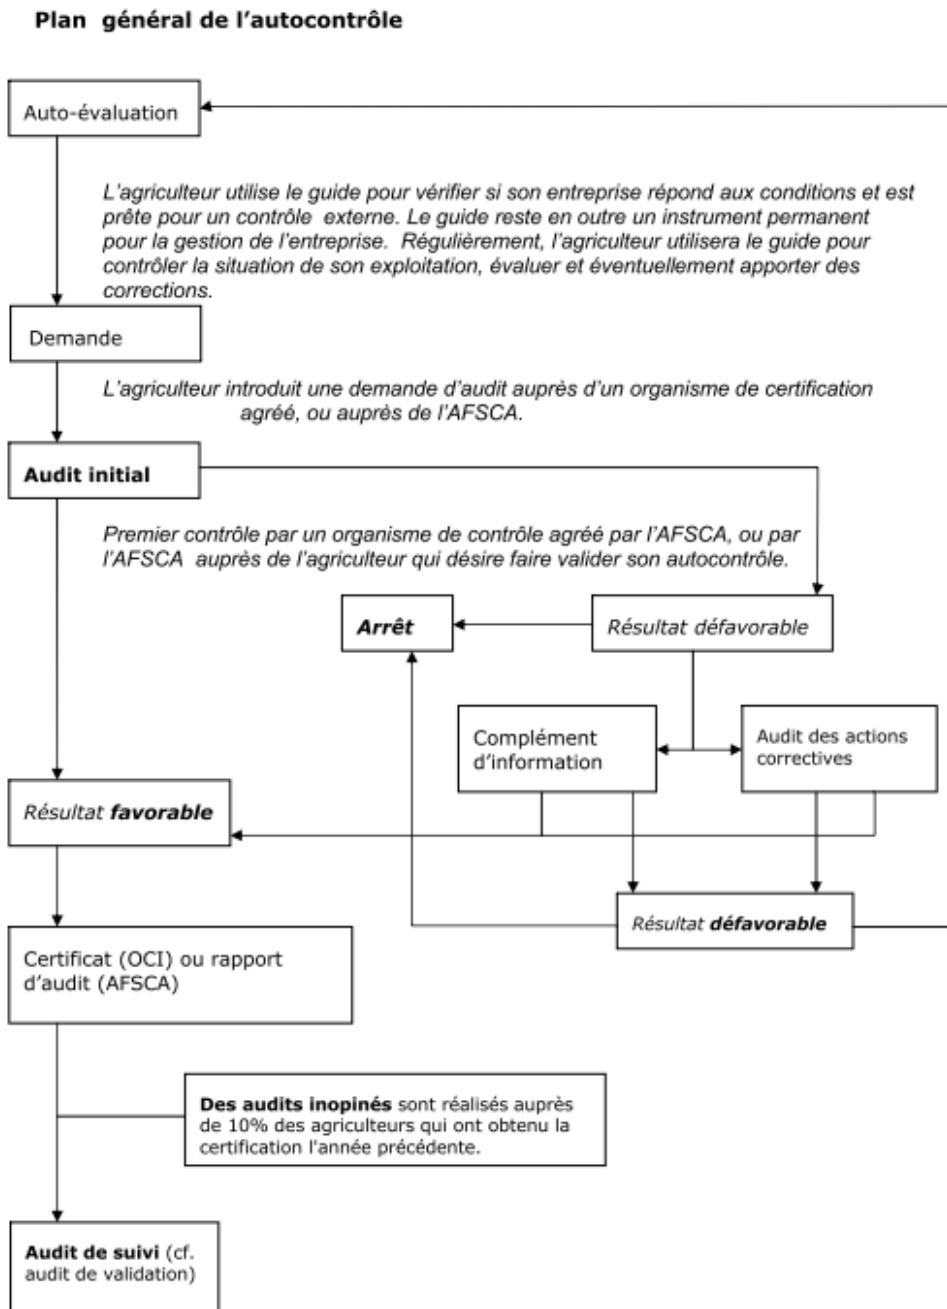 Plan général de l'autocontrôle
Auto-évaluation
L'agriculteur utilise le guide pour vérifier si son entreprise répond aux conditions et est
prête pour un contrôle externe. Le guide reste en outre un instrument permanent
pour la gestion de l'entreprise. Régulièrement, l'agriculteur utilisera le guide pour
contrôler la situation de son exploitation, évaluer et éventuellement apporter des
corrections.
Demande
L'agriculteur introduit une demande d'audit auprès d'un organisme de certification
agréé, ou auprès de l'AFSCA.
Audit initial
Premier contrôle par un organisme de contrôle agréé par l'AFSCA, ou par
l'AFSCA auprès de l'agriculteur qui désire faire valider son autocontrôle.
Arrêt
Résultat défavorable
Complément
d'information
Audit des actions
correctives
Résultat favorable
Résultat défavorable
Certificat (OCI) ou rapport
d'audit (AFSCA)
Des audits inopinés sont réalisés auprès
de 10% des agriculteurs qui ont obtenu la
certification l'année précédente.
Audit de suivi (cf.
audit de validation)